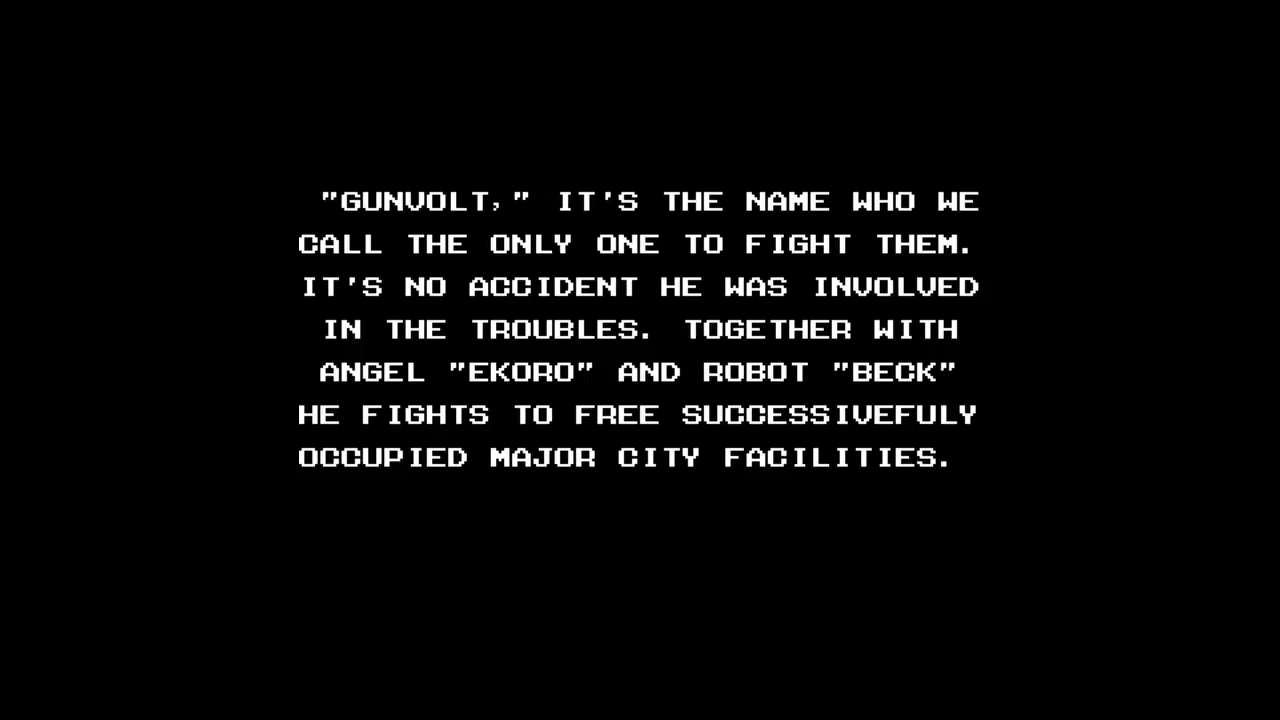 "GUNVOLT," IT'S THE NAME WHO WE
CALL THE ONLY ONE TO FIGHT THEM.
IT'S NO ACCIDENT HE WAS INVOLVED
IN THE TROUBLES. TOGETHER WITH
ANGEL "EKORO" AND ROBOT "BECK"
HE FIGHTS TO FREE SUCCESSIVEFULY
OCCUPIED MAJOR CITY FACILITIES.